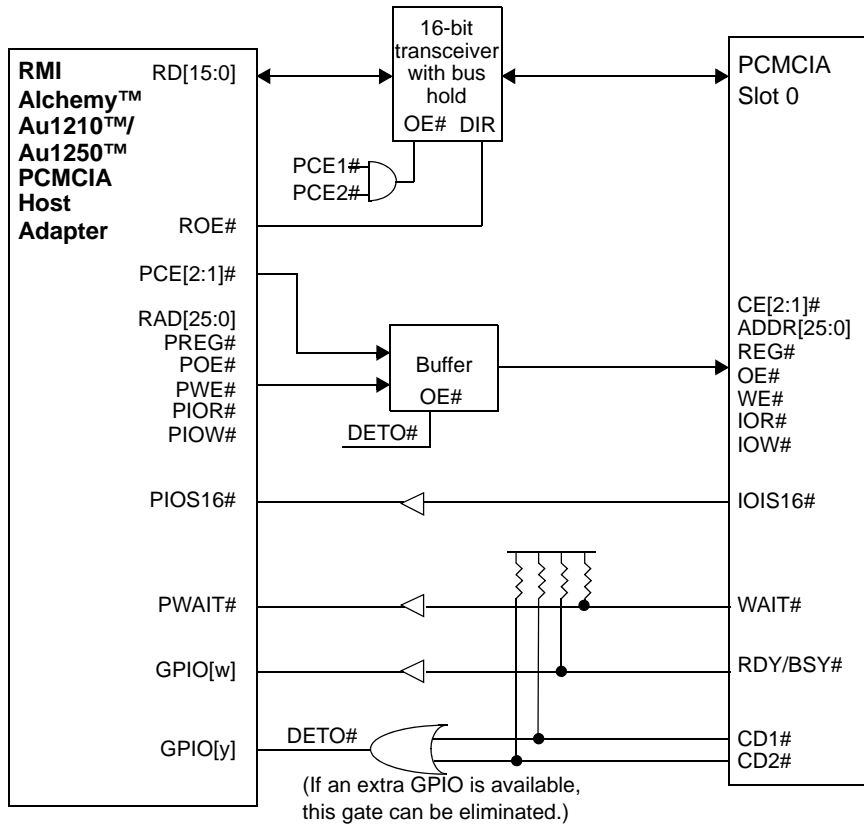 RMI
Alchemy™
Au1210™/
Au1250™
PCMCIA
Host
Adapter
RD[15:0]
ROE#
PCE[2:1]#
RAD[25:0]
PREG#
POE#
PWE#
PIOR#
PIOW#
PIOS16#
PWAIT#
GPIO[w]
GPIO[y]
16-bit
transceiver
with bus
hold
OE# DIR
PCE1#
PCE2#
Buffer
OE#
DETO#
DETO#
(If an extra GPIO is available,
this gate can be eliminated.)
PCMCIA
Slot 0
CE[2:1]#
ADDR[25:0]
REG#
OE#
WE#
IOR#
IOW#
IOIS16#
WAIT#
RDY/BSY#
CD1#
CD2#